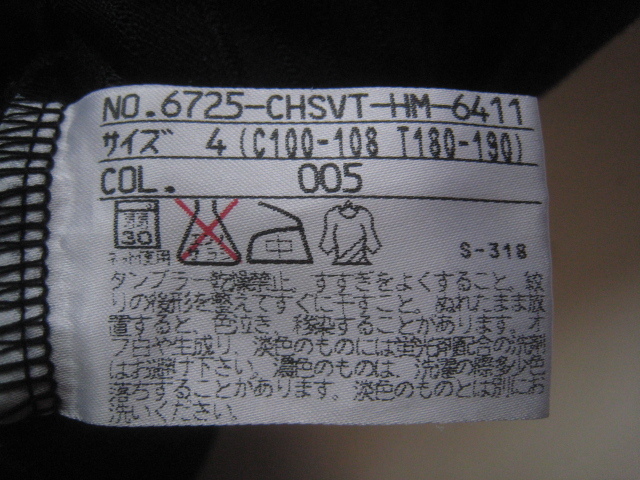 NO.6725-CHSVT-HM-6411
サイズ 4 (C100-108 T180-190)
COL. 005
弱
30
ネット使用
中
S-318
タンブラー乾燥禁止。すすぎをよくすること。絞
りの後形を整えてすぐに干すこと。ぬれたまま放
置すると、色泣き、移染することがあります。オ
フ白や生成り、淡色のものには蛍光剤配合の洗剤
はお避け下さい。濃色のものは、洗濯の際多少色
落ちすることがあります。淡色のものとは別にお
洗いください。